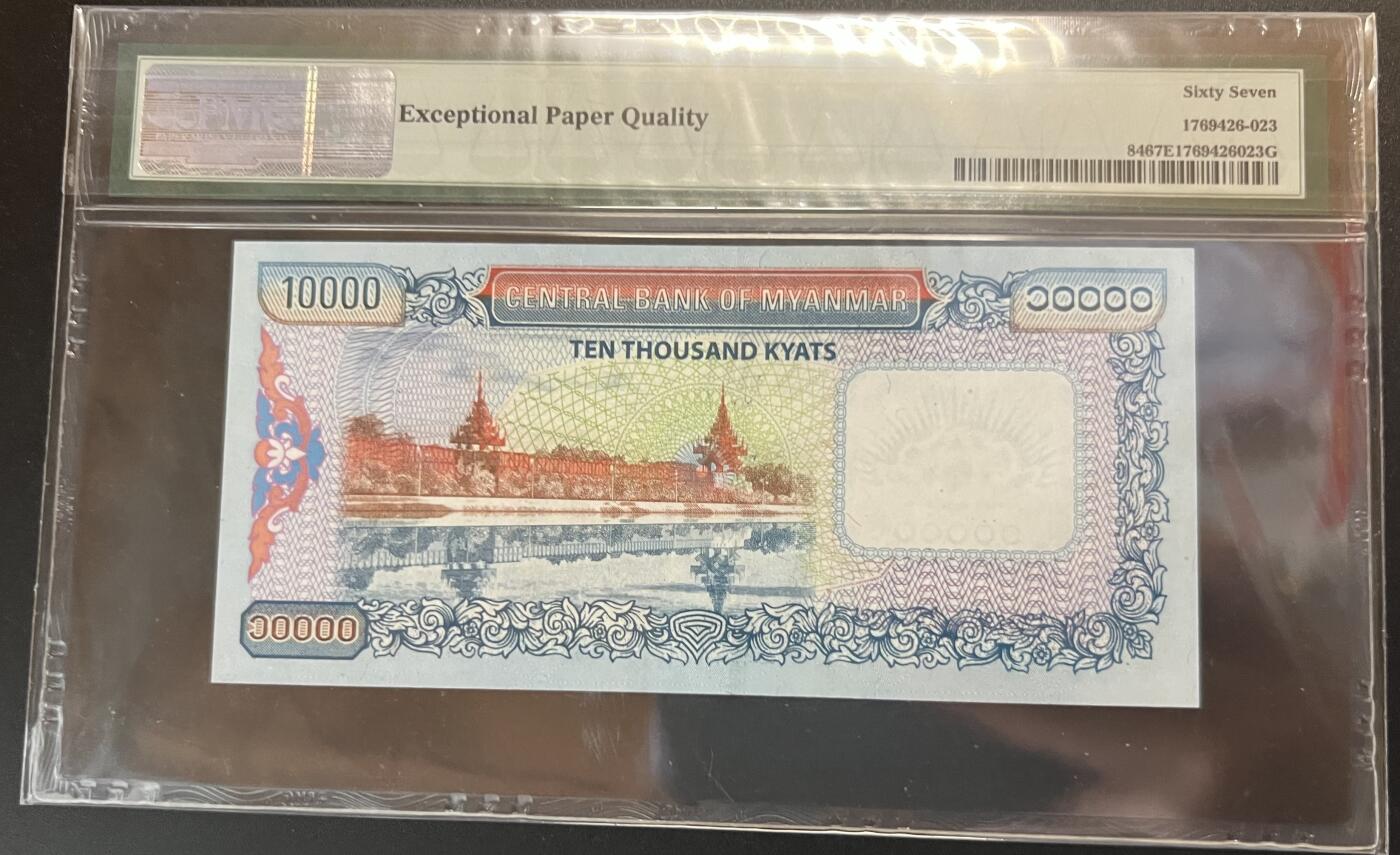 PMG
Exceptional Paper Quality
Sixty Seven
1769426-023
8467E1769426023G
10000
CENTRAL BANK OF MYANMAR
၁၀၀၀၀
TEN THOUSAND KYATS
၁၀၀၀၀